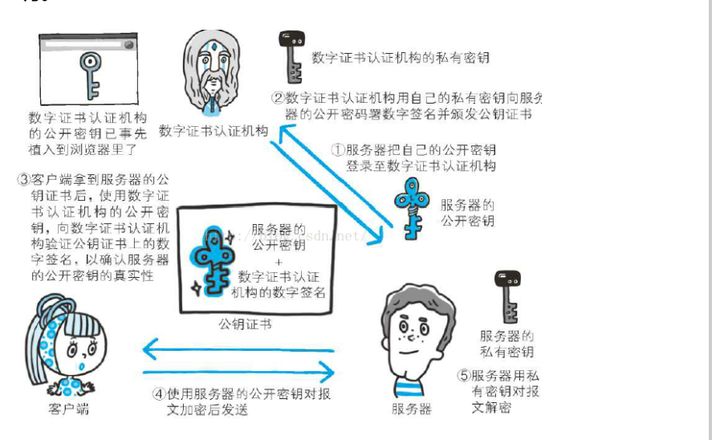 数字证书认证机构的私有密钥
②数字证书认证机构用自己的私有密钥向服务
器的公开密码署数字签名并颁发公钥证书
数字证书认证机构
的公开密钥已事先
植入到浏览器里了
数字证书认证机构
①服务器把自己的公开密钥
登录至数字证书认证机构
③客户端拿到服务器的公
钥证书后，使用数字证
书认证机构的公开密
钥，向数字证书认证机
构验证公钥证书上的数
字签名，以确认服务器
的公开密钥的真实性
服务器的
公开密钥
服务器的
公开密钥
+
数字证书认证
机构的数字签名
公钥证书
服务器的
私有密钥
⑤服务器用私
有密钥对报
文解密
④使用服务器的公开密钥对报
文加密后发送
客户端
服务器